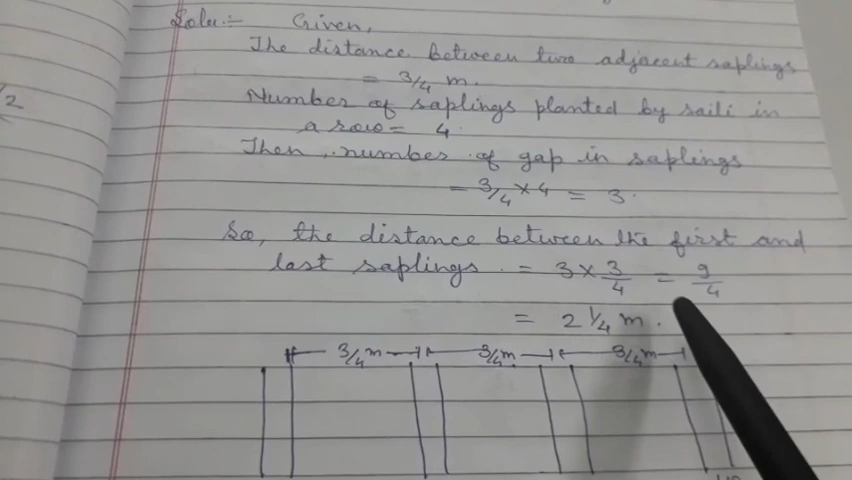 Solu:- Given,
The distance between two adjacent saplings
= 3/4 m.
Number of saplings planted by saili in
a row = 4.
Then, number of gap in saplings
= 3/4 × 4 = 3.
So, the distance between the first and
last saplings = 3 × 3/4 = 9/4
= 2 1/4 m.
3/4 m 3/4 m 3/4 m